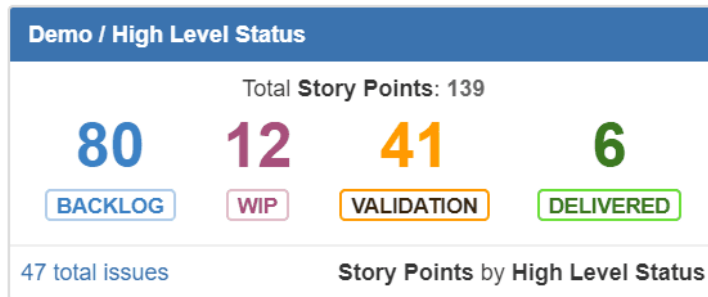 Demo / High Level Status
Total Story Points: 139
80 12 41 6
BACKLOG WIP VALIDATION DELIVERED
47 total issues Story Points by High Level Status